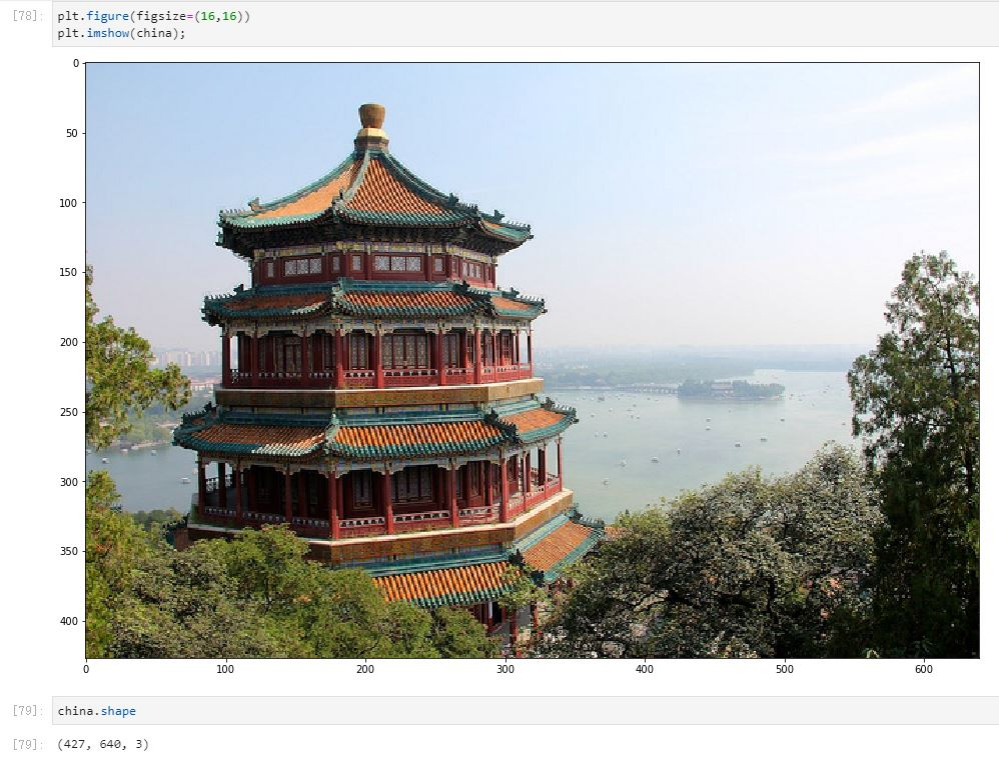 [78]: plt.figure(figsize=(16,16))
plt.imshow(china);
0
50
100
150
200
250
300
350
400
0 100 200 300 400 500 600
[79]: china.shape
[79]: (427, 640, 3)